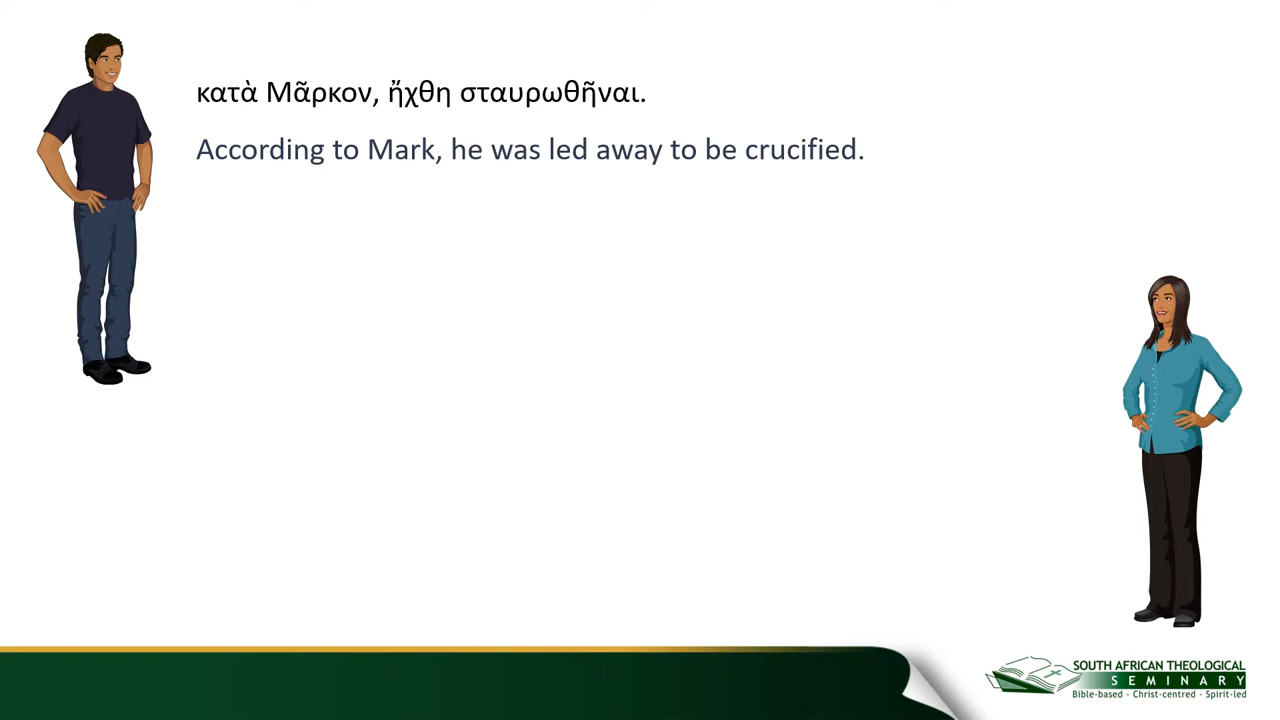 κατὰ Μᾶρκον, ἤχθη σταυρωθῆναι.
According to Mark, he was led away to be crucified.
SOUTH AFRICAN THEOLOGICAL
SEMINARY
Bible-based · Christ-centred · Spirit-led